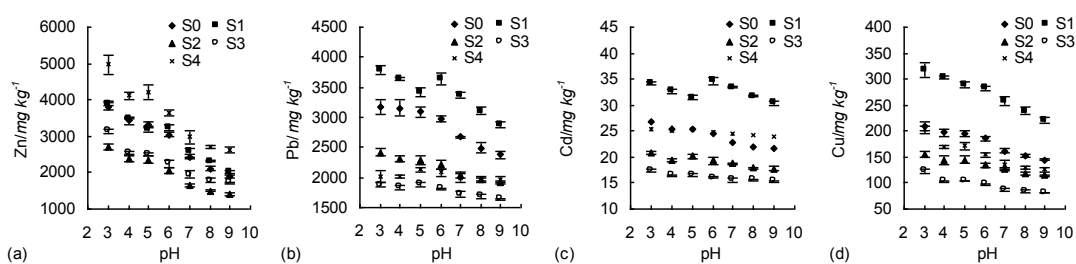 6000
5000
4000
3000
2000
1000
0
Zn/mg kg⁻¹
S0 S1
S2 S3
S4
2 3 4 5 6 7 8 9 10
(a) pH
4500
4000
3500
3000
2500
2000
1500
Pb/mg kg⁻¹
S0 S1
S2 S3
S4
2 3 4 5 6 7 8 9 10
(b) pH
45
40
35
30
25
20
15
10
Cd/mg kg⁻¹
S0 S1
S2 S3
S4
2 3 4 5 6 7 8 9 10
(c) pH
400
350
300
250
200
150
100
50
Cu/mg kg⁻¹
S0 S1
S2 S3
S4
2 3 4 5 6 7 8 9 10
(d) pH